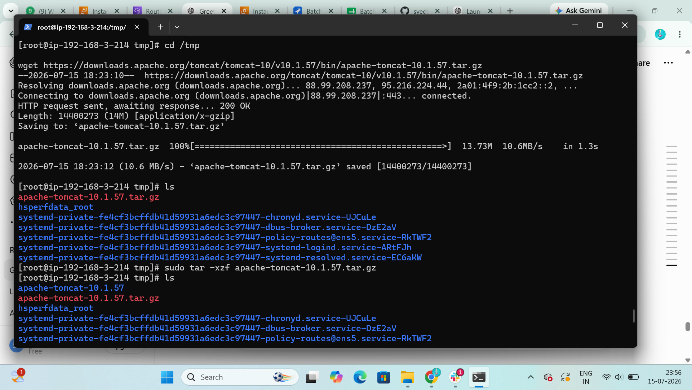 (9) V
Insta
Rout
Gree
Insta
Batcl
Batc
svec
Laun
Ask Gemini
root@ip-192-168-3-214:/tmp/
[root@ip-192-168-3-214 tmp]# cd /tmp
wget https://downloads.apache.org/tomcat/tomcat-10/v10.1.57/bin/apache-tomcat-10.1.57.tar.gz
--2026-07-15 18:23:10--  https://downloads.apache.org/tomcat/tomcat-10/v10.1.57/bin/apache-tomcat-10.1.57.tar.gz
Resolving downloads.apache.org (downloads.apache.org)... 88.99.208.237, 95.216.224.44, 2a01:4f9:2b:1cc2::2, ...
Connecting to downloads.apache.org (downloads.apache.org)|88.99.208.237|:443... connected.
HTTP request sent, awaiting response... 200 OK
Length: 14400273 (14M) [application/x-gzip]
Saving to: ‘apache-tomcat-10.1.57.tar.gz’
apache-tomcat-10.1.57.tar.gz  100%[=================================================>]  13.73M  10.6MB/s    in 1.3s
2026-07-15 18:23:12 (10.6 MB/s) - ‘apache-tomcat-10.1.57.tar.gz’ saved [14400273/14400273]
[root@ip-192-168-3-214 tmp]# ls
apache-tomcat-10.1.57.tar.gz
hsperfdata_root
systemd-private-fe4cf3bcffdb41d59931a6edc3c97447-chronyd.service-UJCuLe
systemd-private-fe4cf3bcffdb41d59931a6edc3c97447-dbus-broker.service-DzE2aV
systemd-private-fe4cf3bcffdb41d59931a6edc3c97447-policy-routes@ens5.service-RkTWF2
systemd-private-fe4cf3bcffdb41d59931a6edc3c97447-systemd-logind.service-ARtFJh
systemd-private-fe4cf3bcffdb41d59931a6edc3c97447-systemd-resolved.service-EC6aKW
[root@ip-192-168-3-214 tmp]# sudo tar -xzf apache-tomcat-10.1.57.tar.gz
[root@ip-192-168-3-214 tmp]# ls
apache-tomcat-10.1.57
apache-tomcat-10.1.57.tar.gz
hsperfdata_root
systemd-private-fe4cf3bcffdb41d59931a6edc3c97447-chronyd.service-UJCuLe
systemd-private-fe4cf3bcffdb41d59931a6edc3c97447-dbus-broker.service-DzE2aV
systemd-private-fe4cf3bcffdb41d59931a6edc3c97447-policy-routes@ens5.service-RkTWF2
Free
Search
ENG
IN
23:56
15-07-2026